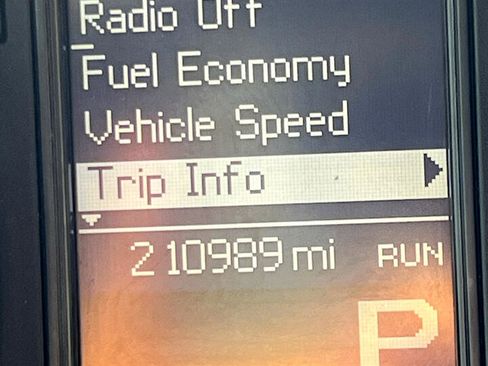 Radio Off
Fuel Economy
Vehicle Speed
Trip Info
210989 mi RUN
P